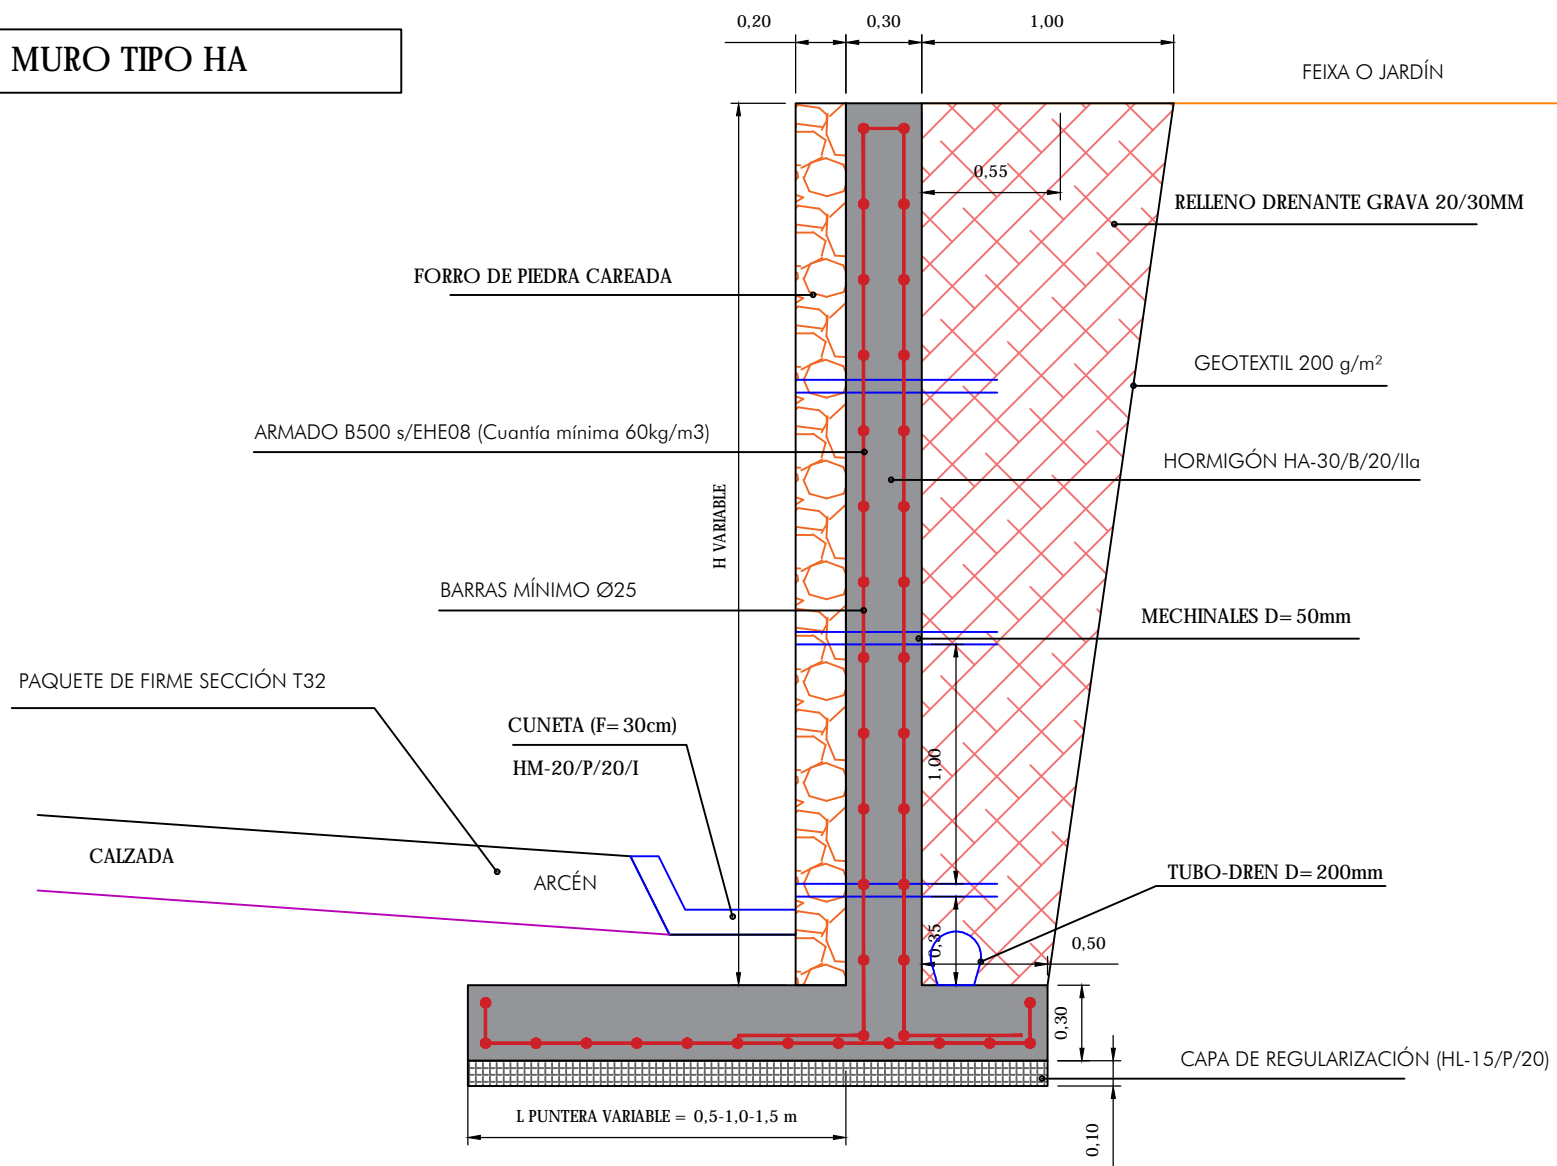 0,20
0,30
1,00
MURO TIPO HA
FEIXA O JARDÍN
0,55
RELLENO DRENANTE GRAVA 20/30MM
FORRO DE PIEDRA CAREADA
GEOTEXTIL 200 g/m²
ARMADO B500 s/EHE08 (Cuantía mínima 60kg/m3)
HORMIGÓN HA-30/B/20/IIa
H VARIABLE
BARRAS MÍNIMO Ø25
MECHINALES D= 50mm
PAQUETE DE FIRME SECCIÓN T32
CUNETA (F= 30cm)
HM-20/P/20/I
1,00
CALZADA
ARCÉN
TUBO-DREN D= 200mm
0,35
0,50
0,30
CAPA DE REGULARIZACIÓN (HL-15/P/20)
L PUNTERA VARIABLE = 0,5-1,0-1,5 m
0,10